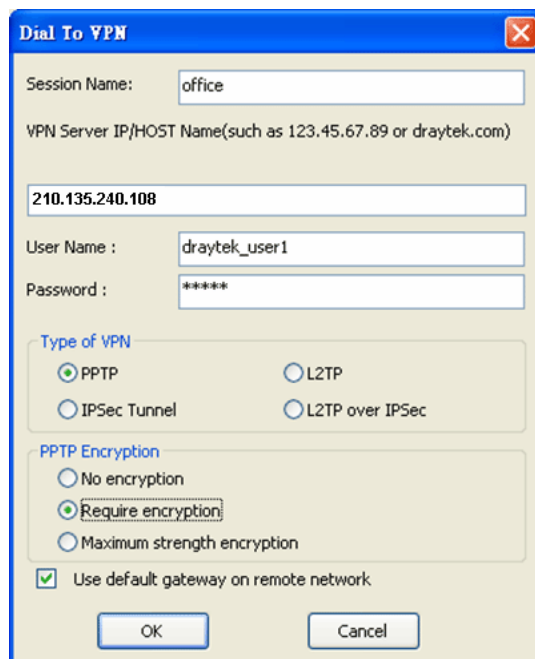 Dial To VPN
Session Name: office
VPN Server IP/HOST Name(such as 123.45.67.89 or draytek.com)
210.135.240.108
User Name : draytek_user1
Password : *****
Type of VPN
PPTP L2TP
IPSec Tunnel L2TP over IPSec
PPTP Encryption
No encryption
Require encryption
Maximum strength encryption
Use default gateway on remote network
OK Cancel